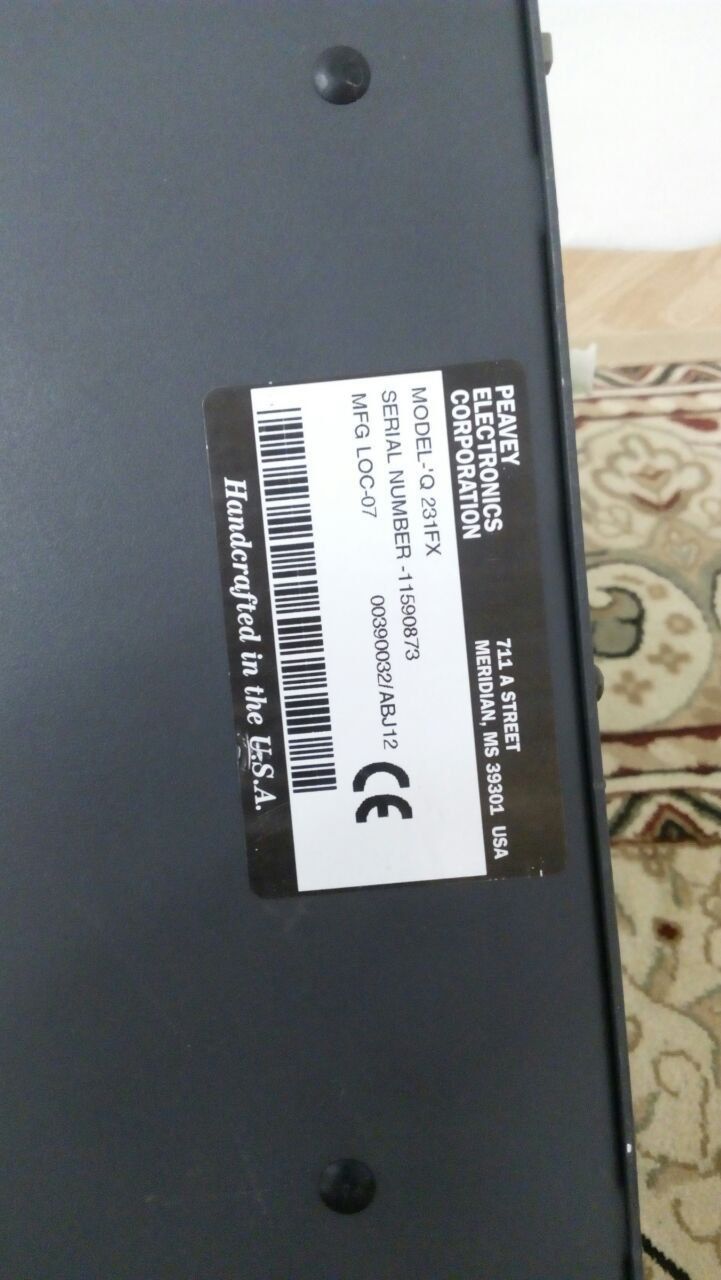 PEAVEY
ELECTRONICS
CORPORATION
711 A STREET
MERIDIAN, MS 39301 USA
MODEL-'Q 231FX
SERIAL NUMBER -11590873
MFG LOC-07
00390032/ABJ12
CE
Handcrafted in the U.S.A.